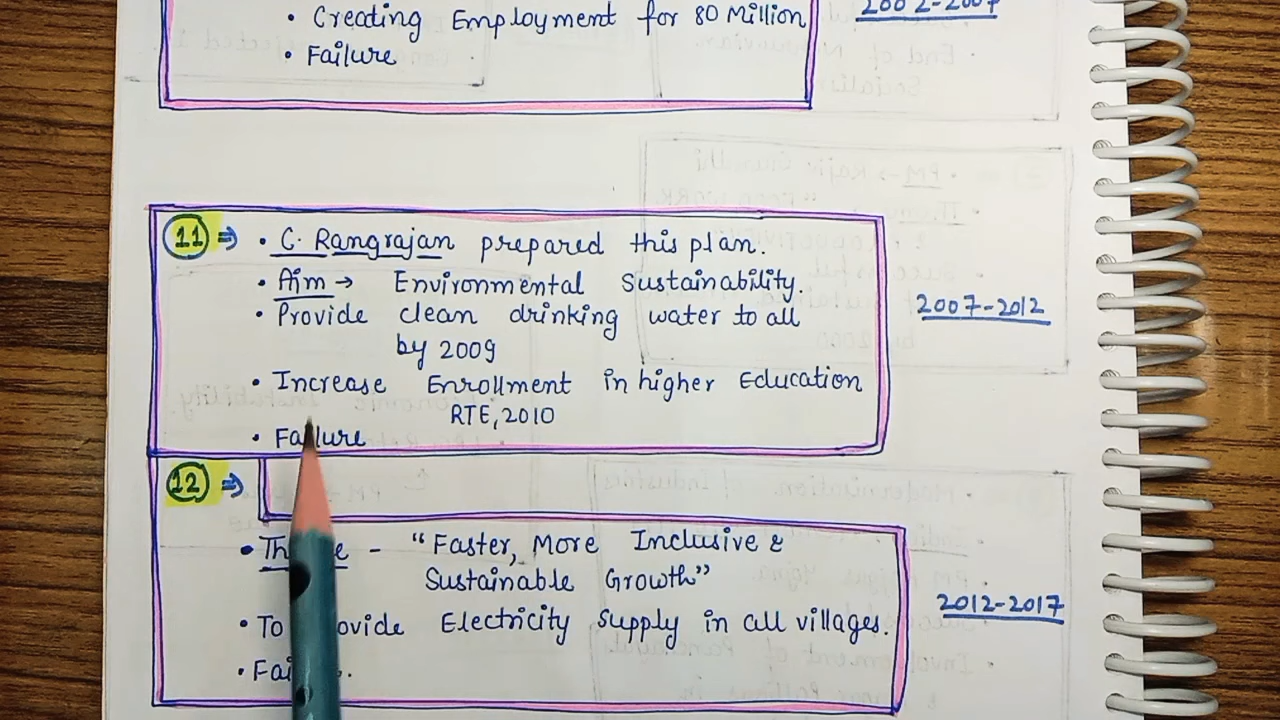 • Creating Employment for 80 Million
• Failure
2002-2007
11 ⇒ • C. Rangrajan prepared this plan.
• Aim → Environmental Sustainability.
• Provide clean drinking water to all
by 2009
• Increase Enrollment in higher Education
RTE, 2010
• Failure
2007-2012
12 ⇒
• Theme - "Faster, More Inclusive &
Sustainable Growth"
• To Provide Electricity Supply in all villages.
2012-2017